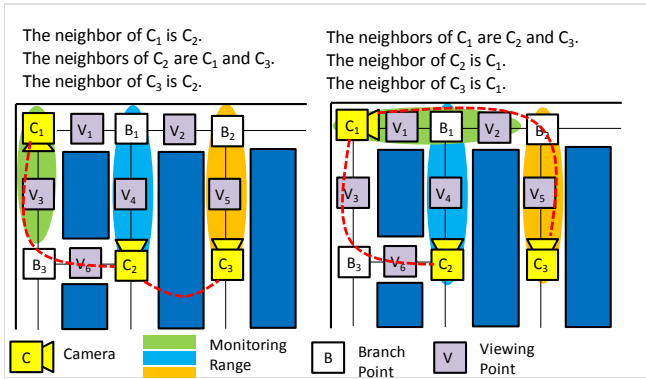 The neighbor of C1 is C2.
The neighbors of C2 are C1 and C3.
The neighbor of C3 is C2.
The neighbors of C1 are C2 and C3.
The neighbor of C2 is C1.
The neighbor of C3 is C1.
C1 V1 B1 V2 B2
V3 V4 V5
B3 V6 C2 C3
C1 V1 B1 V2 B2
V3 V4 V5
B3 V6 C2 C3
C Camera
Monitoring
Range
B Branch
Point
V Viewing
Point